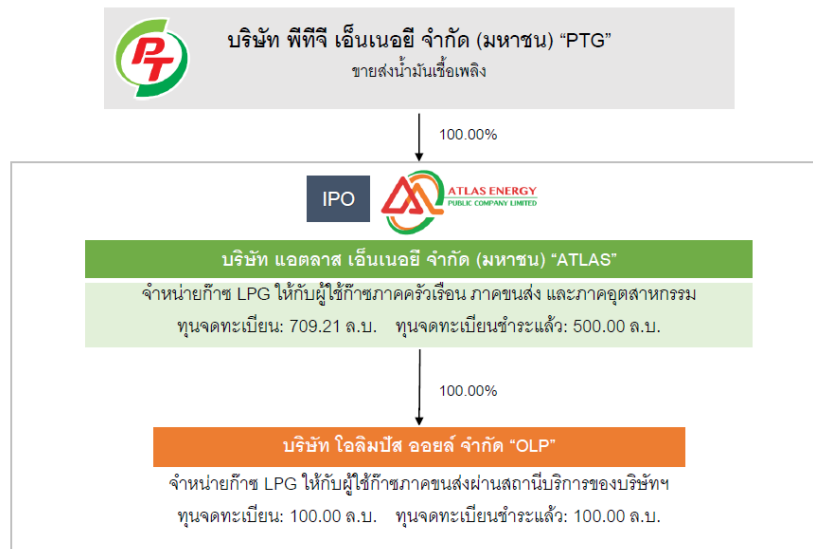 PT
บริษัท พีทีจี เอ็นเนอยี จำกัด (มหาชน) “PTG”
ขายส่งน้ำมันเชื้อเพลิง
100.00%
IPO
ATLAS ENERGY
PUBLIC COMPANY LIMITED
บริษัท แอตลาส เอ็นเนอยี จำกัด (มหาชน) “ATLAS”
จำหน่ายก๊าซ LPG ให้กับผู้ใช้ก๊าซภาคครัวเรือน ภาคขนส่ง และภาคอุตสาหกรรม
ทุนจดทะเบียน: 709.21 ล.บ. ทุนจดทะเบียนชำระแล้ว: 500.00 ล.บ.
100.00%
บริษัท โอลิมปัส ออยล์ จำกัด “OLP”
จำหน่ายก๊าซ LPG ให้กับผู้ใช้ก๊าซภาคขนส่งผ่านสถานีบริการของบริษัทฯ
ทุนจดทะเบียน: 100.00 ล.บ. ทุนจดทะเบียนชำระแล้ว: 100.00 ล.บ.